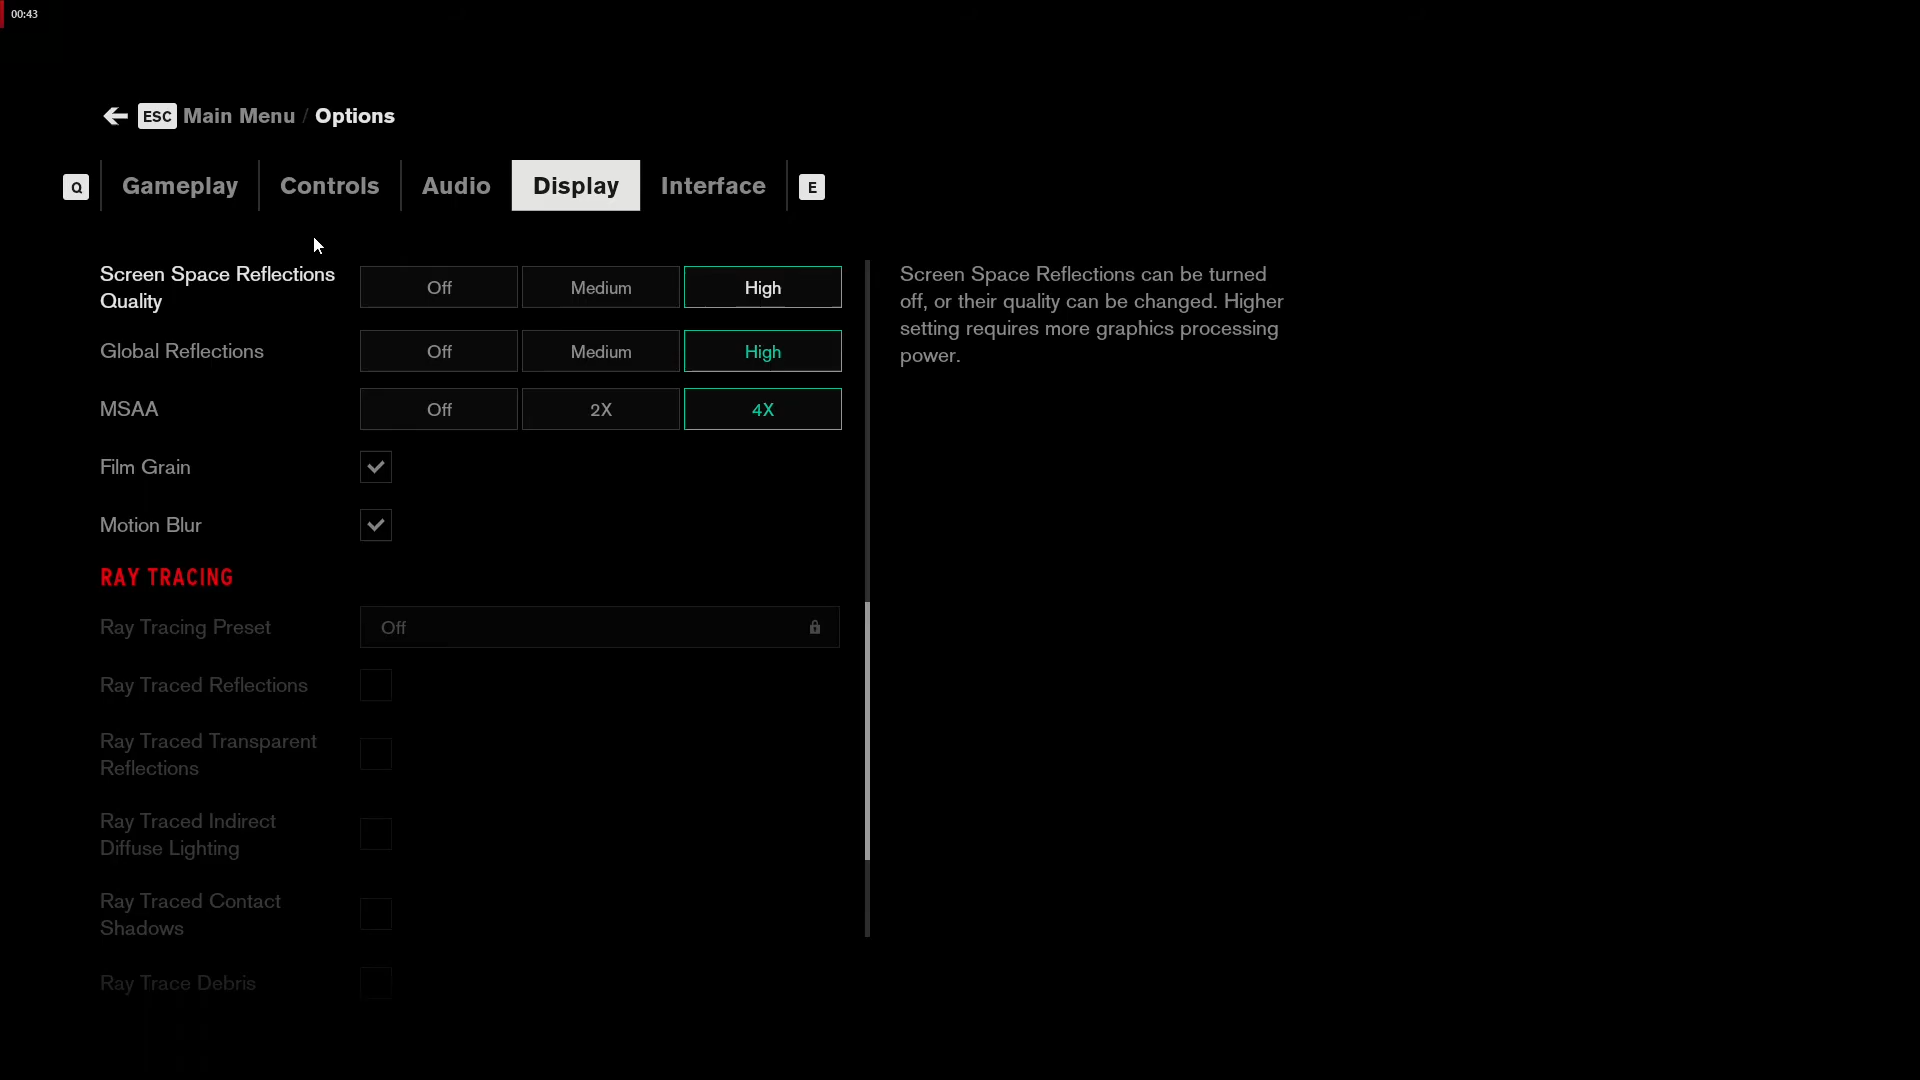 00:43
ESC Main Menu / Options
Q Gameplay Controls Audio Display Interface E
Screen Space Reflections
Quality
Off Medium High
Screen Space Reflections can be turned
off, or their quality can be changed. Higher
setting requires more graphics processing
power.
Global Reflections Off Medium High
MSAA Off 2X 4X
Film Grain
Motion Blur
RAY TRACING
Ray Tracing Preset Off
Ray Traced Reflections
Ray Traced Transparent
Reflections
Ray Traced Indirect
Diffuse Lighting
Ray Traced Contact
Shadows
Ray Trace Debris